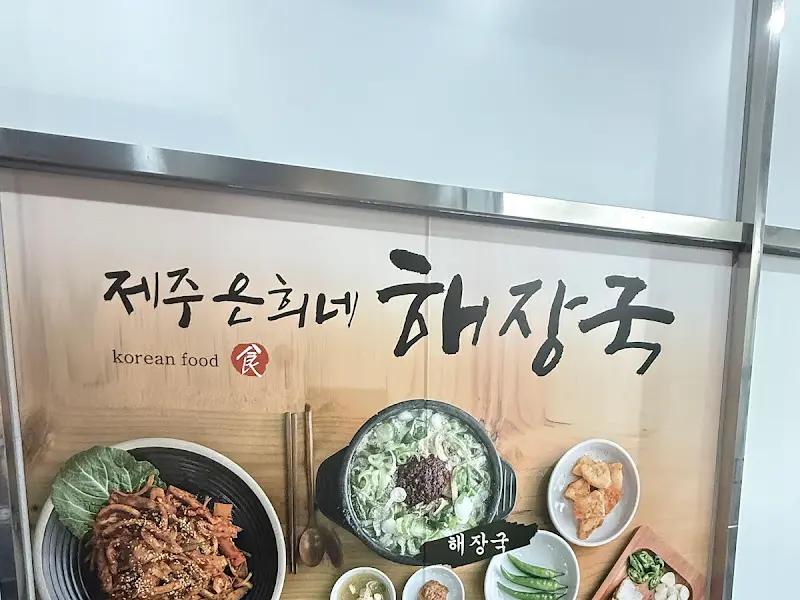 제주 은희네 해장국
korean food 食
해장국